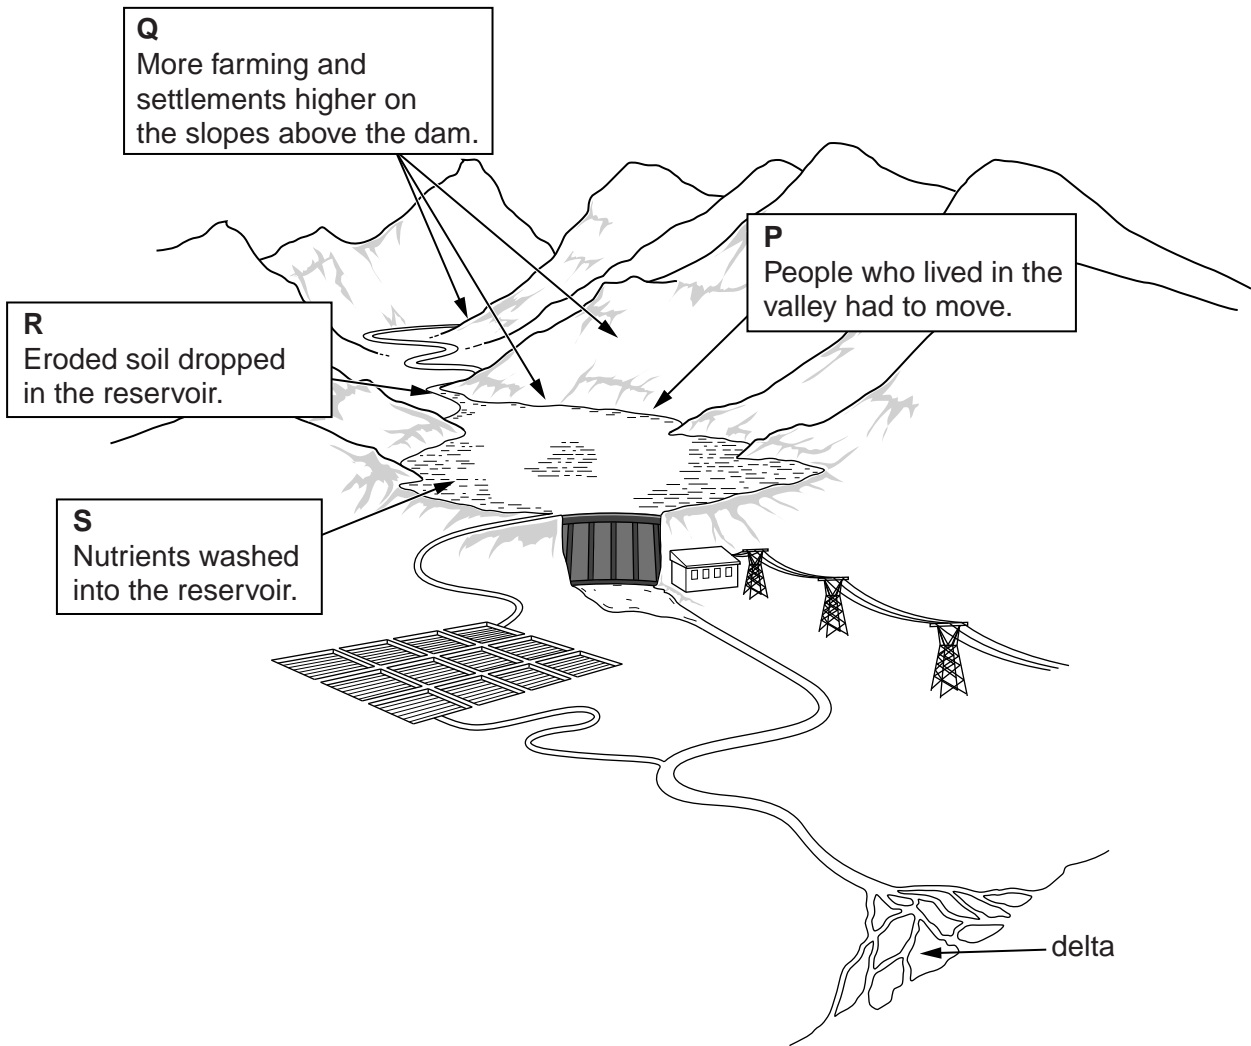 Q
More farming and
settlements higher on
the slopes above the dam.
P
People who lived in the
valley had to move.
R
Eroded soil dropped
in the reservoir.
S
Nutrients washed
into the reservoir.
delta